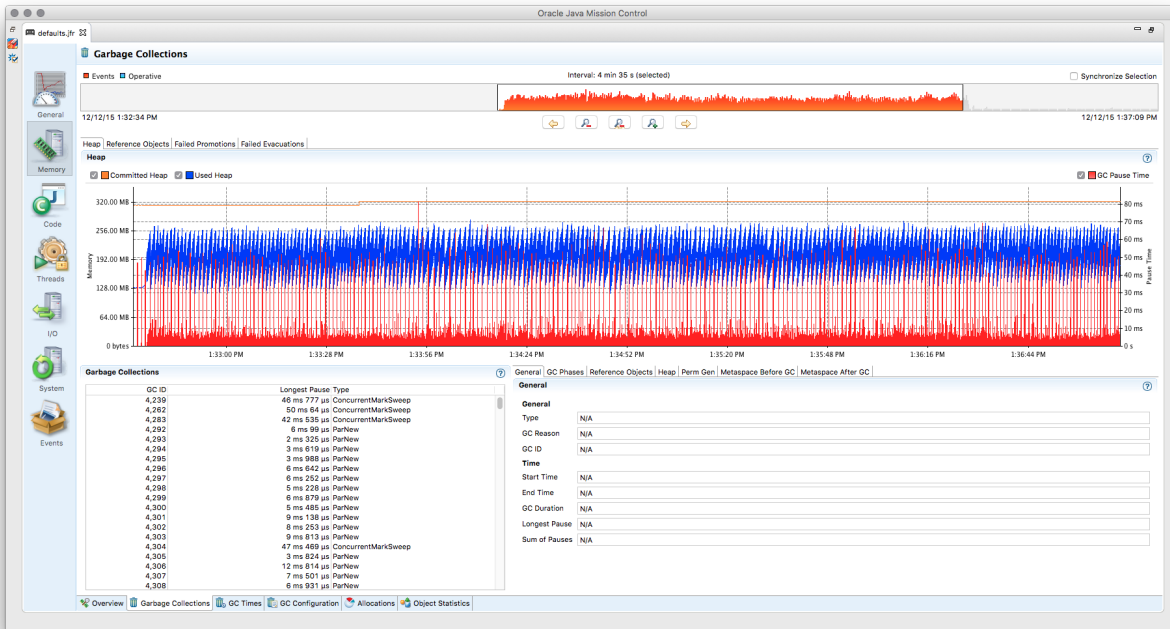 Oracle Java Mission Control
defaults.jfr
Garbage Collections
Events Operative
Interval: 4 min 35 s (selected)
Synchronize Selection
12/12/15 1:32:34 PM
12/12/15 1:37:09 PM
General
Memory
Code
Threads
I/O
System
Events
Heap Reference Objects Failed Promotions Failed Evacuations
Heap
Committed Heap Used Heap
GC Pause Time
Memory
320.00 MB
256.00 MB
192.00 MB
128.00 MB
64.00 MB
0 bytes
80 ms
70 ms
60 ms
50 ms
40 ms
30 ms
20 ms
10 ms
0 s
Pause Time
1:33:00 PM 1:33:28 PM 1:33:56 PM 1:34:24 PM 1:34:52 PM 1:35:20 PM 1:35:48 PM 1:36:16 PM 1:36:44 PM
Garbage Collections
GC ID Longest Pause Type
4,239 46 ms 777 µs ConcurrentMarkSweep
4,262 50 ms 64 µs ConcurrentMarkSweep
4,283 42 ms 535 µs ConcurrentMarkSweep
4,292 6 ms 99 µs ParNew
4,293 2 ms 325 µs ParNew
4,294 3 ms 619 µs ParNew
4,295 3 ms 988 µs ParNew
4,296 6 ms 642 µs ParNew
4,297 6 ms 252 µs ParNew
4,298 5 ms 228 µs ParNew
4,299 6 ms 879 µs ParNew
4,300 5 ms 485 µs ParNew
4,301 9 ms 138 µs ParNew
4,302 8 ms 253 µs ParNew
4,303 9 ms 813 µs ParNew
4,304 47 ms 469 µs ConcurrentMarkSweep
4,305 3 ms 824 µs ParNew
4,306 12 ms 814 µs ParNew
4,307 7 ms 501 µs ParNew
4,308 6 ms 931 µs ParNew
General GC Phases Reference Objects Heap Perm Gen Metaspace Before GC Metaspace After GC
General
General
Type N/A
GC Reason N/A
GC ID N/A
Time
Start Time N/A
End Time N/A
GC Duration N/A
Longest Pause N/A
Sum of Pauses N/A
Overview Garbage Collections GC Times GC Configuration Allocations Object Statistics